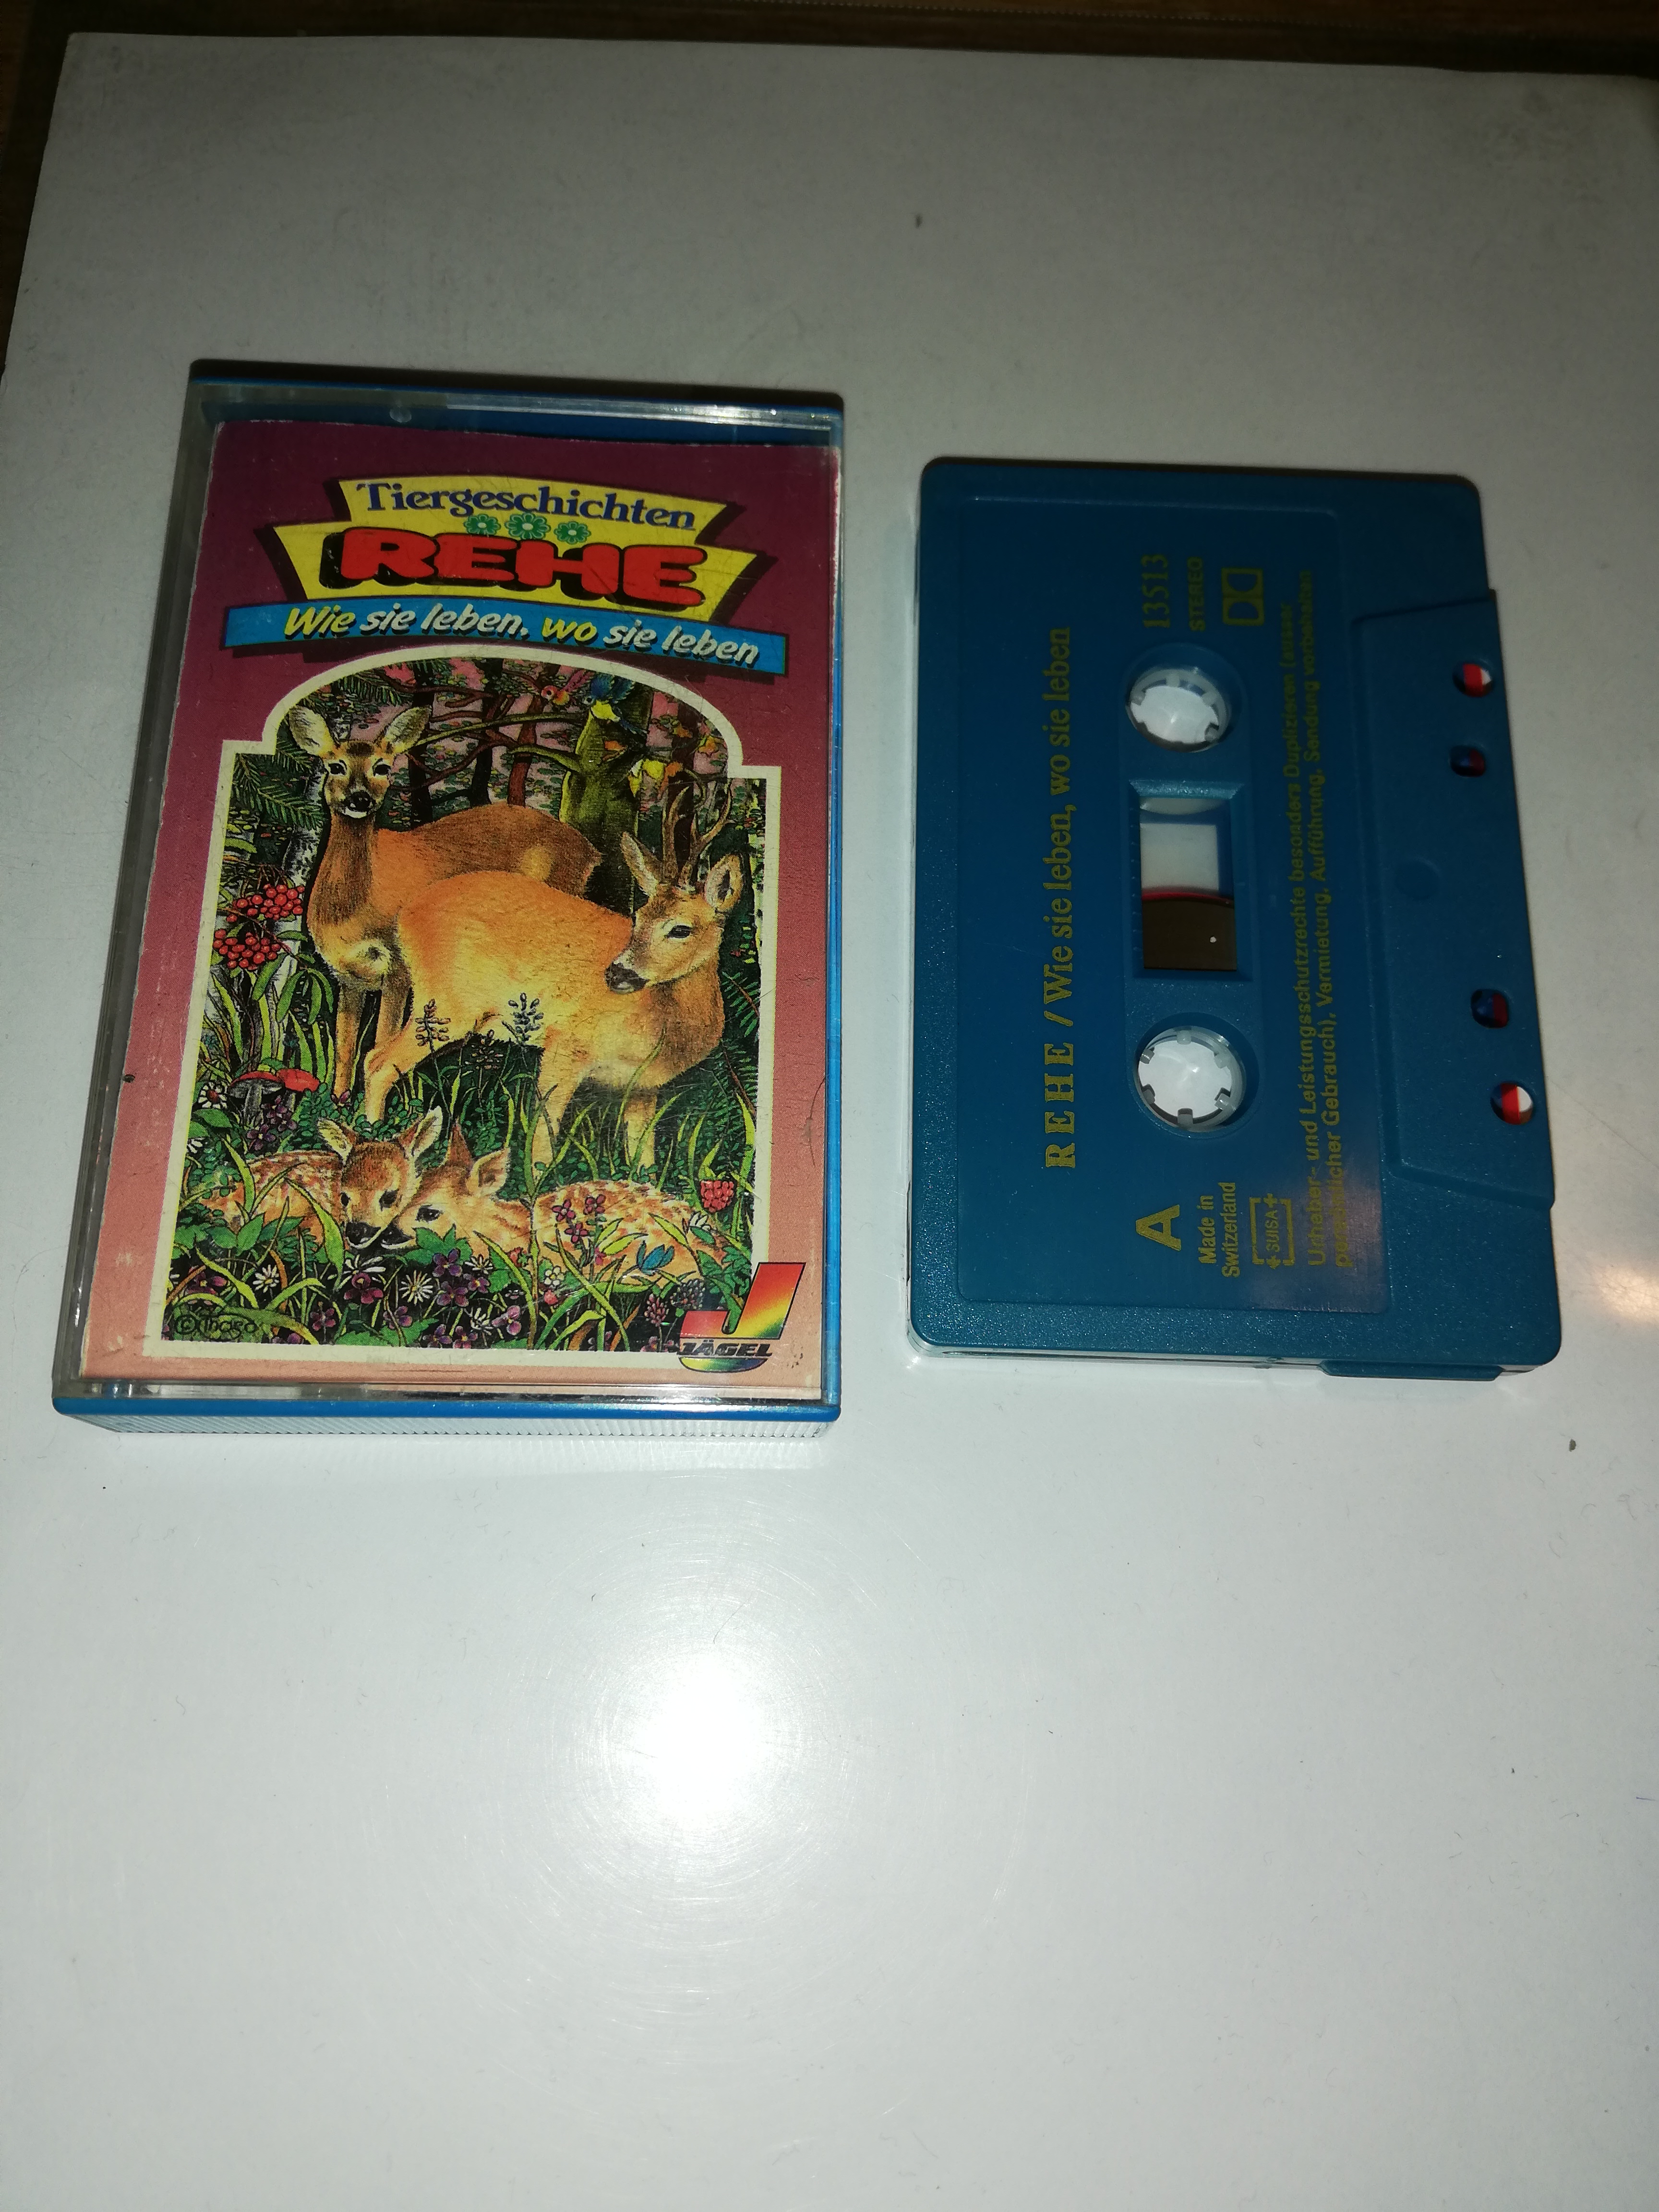 Tiergeschichten
REHE
Wie sie leben, wo sie leben
JÄGEL
REHE / Wie sie leben, wo sie leben
A
13513
Made in
Switzerland
STEREO
SUISA
Urheber- und Leistungsschutzrechte besonders Duplizieren (ausser
persönlicher Gebrauch), Vermietung, Aufführung, Sendung vorbehalten